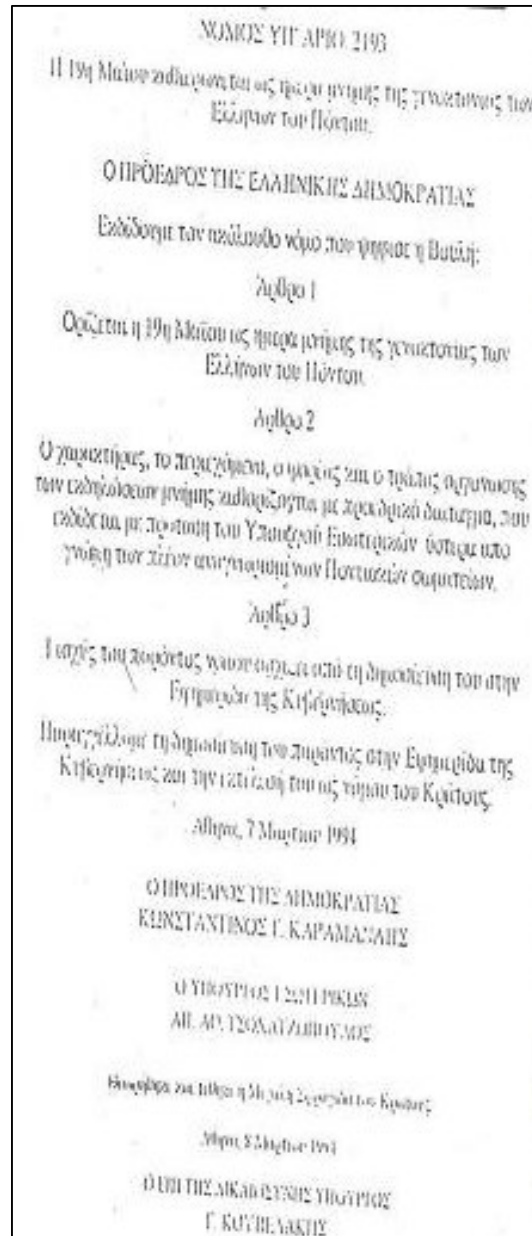 ΝΟΜΟΣ ΥΠ' ΑΡΙΘ. 2193
Η 19η Μαΐου καθιερώνεται ως ημέρα μνήμης της γενοκτονίας των
Ελλήνων του Πόντου.
Ο ΠΡΟΕΔΡΟΣ ΤΗΣ ΕΛΛΗΝΙΚΗΣ ΔΗΜΟΚΡΑΤΙΑΣ
Εκδίδουμε τον ακόλουθο νόμο που ψήφισε η Βουλή:
Άρθρο 1
Ορίζεται η 19η Μαΐου ως ημέρα μνήμης της γενοκτονίας των
Ελλήνων του Πόντου.
Άρθρο 2
Ο χαρακτήρας, το περιεχόμενο, ο φορέας και ο τρόπος οργάνωσης
των εκδηλώσεων μνήμης καθορίζονται με προεδρικό διάταγμα, που
εκδίδεται με πρόταση του Υπουργού Εσωτερικών ύστερα από
γνώμη των πλέον αναγνωρισμένων Ποντιακών σωματείων.
Άρθρο 3
Η ισχύς του παρόντος νόμου αρχίζει από τη δημοσίευσή του στην
Εφημερίδα της Κυβερνήσεως.
Παραγγέλλομε τη δημοσίευση του παρόντος στην Εφημερίδα της
Κυβερνήσεως και την εκτέλεσή του ως νόμου του Κράτους.
Αθήνα, 7 Μαρτίου 1994
Ο ΠΡΟΕΔΡΟΣ ΤΗΣ ΔΗΜΟΚΡΑΤΙΑΣ
ΚΩΝΣΤΑΝΤΙΝΟΣ Γ. ΚΑΡΑΜΑΝΛΗΣ
Ο ΥΠΟΥΡΓΟΣ ΕΣΩΤΕΡΙΚΩΝ
ΑΠ. ΑΘ. ΤΣΟΧΑΤΖΟΠΟΥΛΟΣ
Θεωρήθηκε και τέθηκε η Μεγάλη Σφραγίδα του Κράτους
Αθήνα, 8 Μαρτίου 1994
Ο ΕΠΙ ΤΗΣ ΔΙΚΑΙΟΣΥΝΗΣ ΥΠΟΥΡΓΟΣ
Γ. ΚΟΥΒΕΛΑΚΗΣ